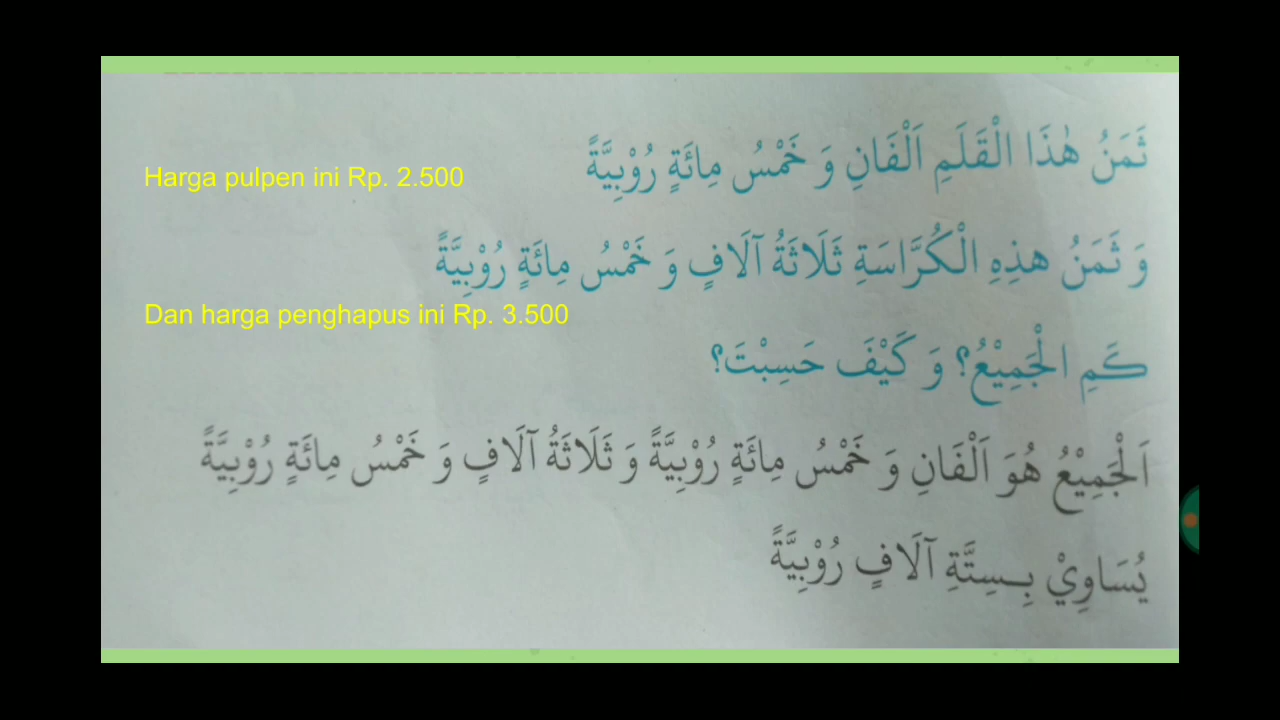 ثَمَنُ هٰذَا الْقَلَمِ اَلْفَانِ وَ خَمْسُ مِائَةٍ رُوْبِيَّةً
Harga pulpen ini Rp. 2.500
وَ ثَمَنُ هذِهِ الْكُرَّاسَةِ ثَلَاثَةُ آلَافٍ وَ خَمْسُ مِائَةٍ رُوْبِيَّةً
Dan harga penghapus ini Rp. 3.500
كَمِ الْجَمِيْعُ؟ وَ كَيْفَ حَسِبْتَ؟
اَلْجَمِيْعُ هُوَ اَلْفَانِ وَ خَمْسُ مِائَةٍ رُوْبِيَّةً وَ ثَلَاثَةُ آلَافٍ وَ خَمْسُ مِائَةٍ رُوْبِيَّةً
يُسَاوِيْ بِسِتَّةِ آلَافٍ رُوْبِيَّةً